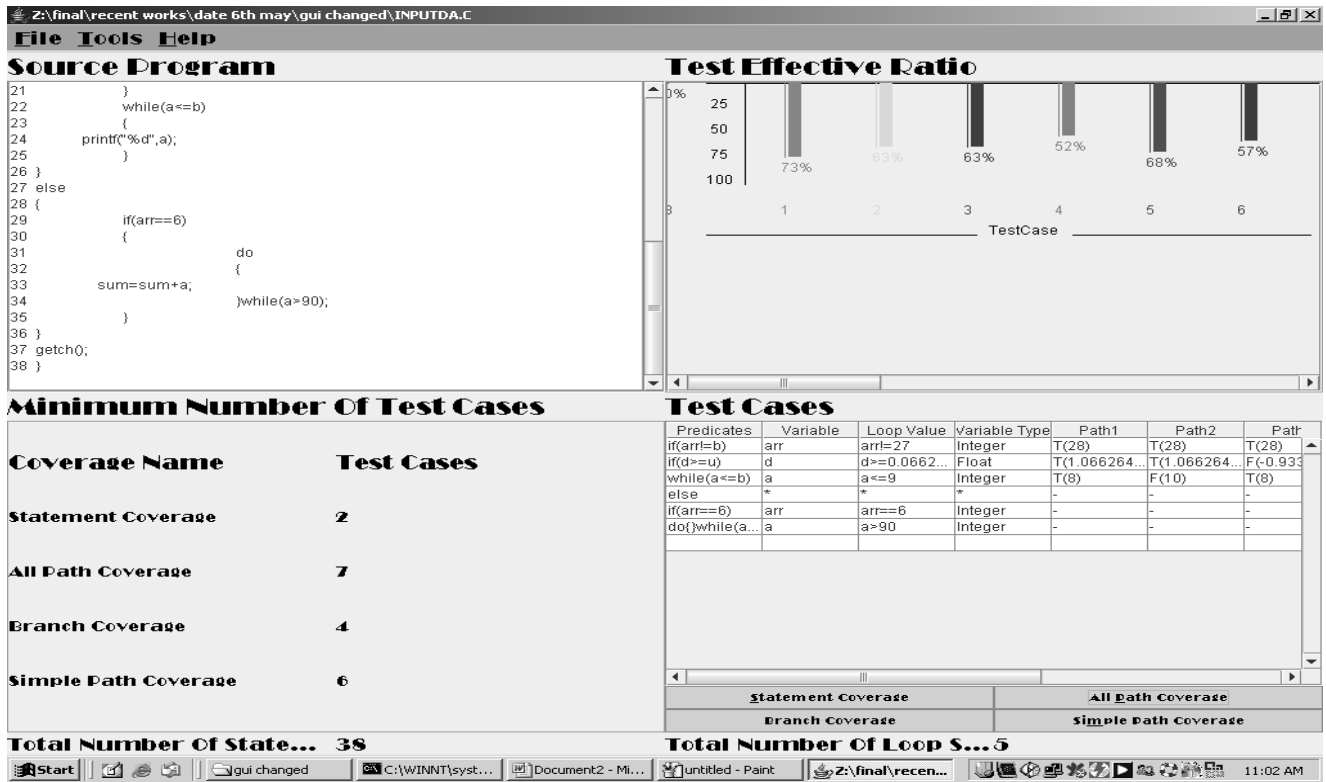 Z:\final\recent works\date 6th may\gui changed\INPUTDA.C
File Tools Help
Source Program
21 }
22 while(a<=b)
23 {
24 printf("%d",a);
25 }
26 }
27 else
28 {
29 if(arr==6)
30 {
31 do
32 {
33 sum=sum+a;
34 }while(a>90);
35 }
36 }
37 getch();
38 }
Test Effective Ratio
0%
25
50
75
100
73% 63% 63% 52% 68% 57%
1 2 3 4 5 6
TestCase
Minimum Number Of Test Cases
Coverage Name Test Cases
Statement Coverage 2
All Path Coverage 7
Branch Coverage 4
Simple Path Coverage 6
Test Cases
Predicates Variable Loop Value Variable Type Path1 Path2 Path
if(arr!=b) arr arr!=27 Integer T(28) T(28) T(28)
if(d>=u) d d>=0.0662... Float T(1.066264... T(1.066264... F(-0.933
while(a<=b) a a<=9 Integer T(8) F(10) T(8)
else * * * - - -
if(arr==6) arr arr==6 Integer - - -
do{}while(a... a a>90 Integer - - -
Statement Coverage All Path Coverage
Branch Coverage Simple Path Coverage
Total Number Of State... 38
Total Number Of Loop S... 5
Start gui changed C:\WINNT\syst... Document2 - Mi... untitled - Paint Z:\final\recen... 11:02 AM